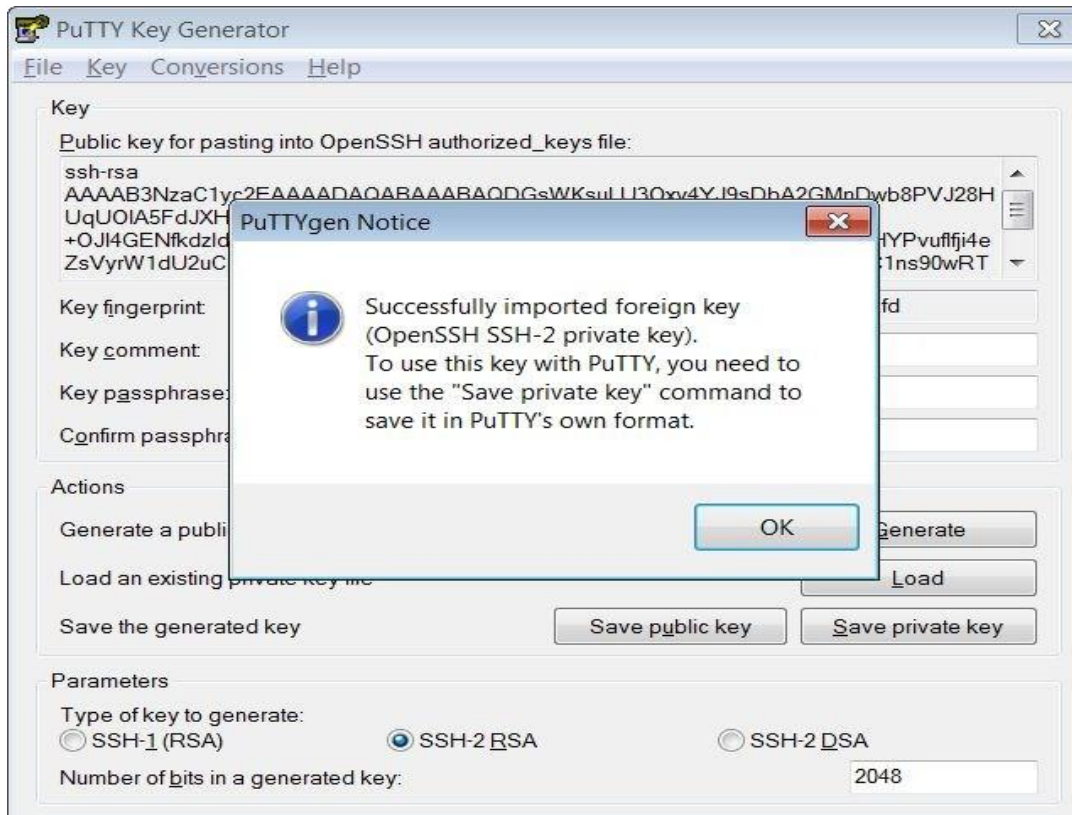 PuTTY Key Generator
File Key Conversions Help
Key
Public key for pasting into OpenSSH authorized_keys file:
ssh-rsa
UqUOIA5FdJXH
+OJI4GENfkdzId HYPvuflfji4e
ZsVyrW1dU2uC 1ns90wRT
PuTTYgen Notice
Successfully imported foreign key
(OpenSSH SSH-2 private key).
To use this key with PuTTY, you need to
use the "Save private key" command to
save it in PuTTY's own format.
OK
Key fingerprint: fd
Key comment:
Key passphrase:
Confirm passphra
Actions
Generate a publi Generate
Load an existing private key file Load
Save the generated key Save public key Save private key
Parameters
Type of key to generate:
SSH-1 (RSA) SSH-2 RSA SSH-2 DSA
Number of bits in a generated key: 2048